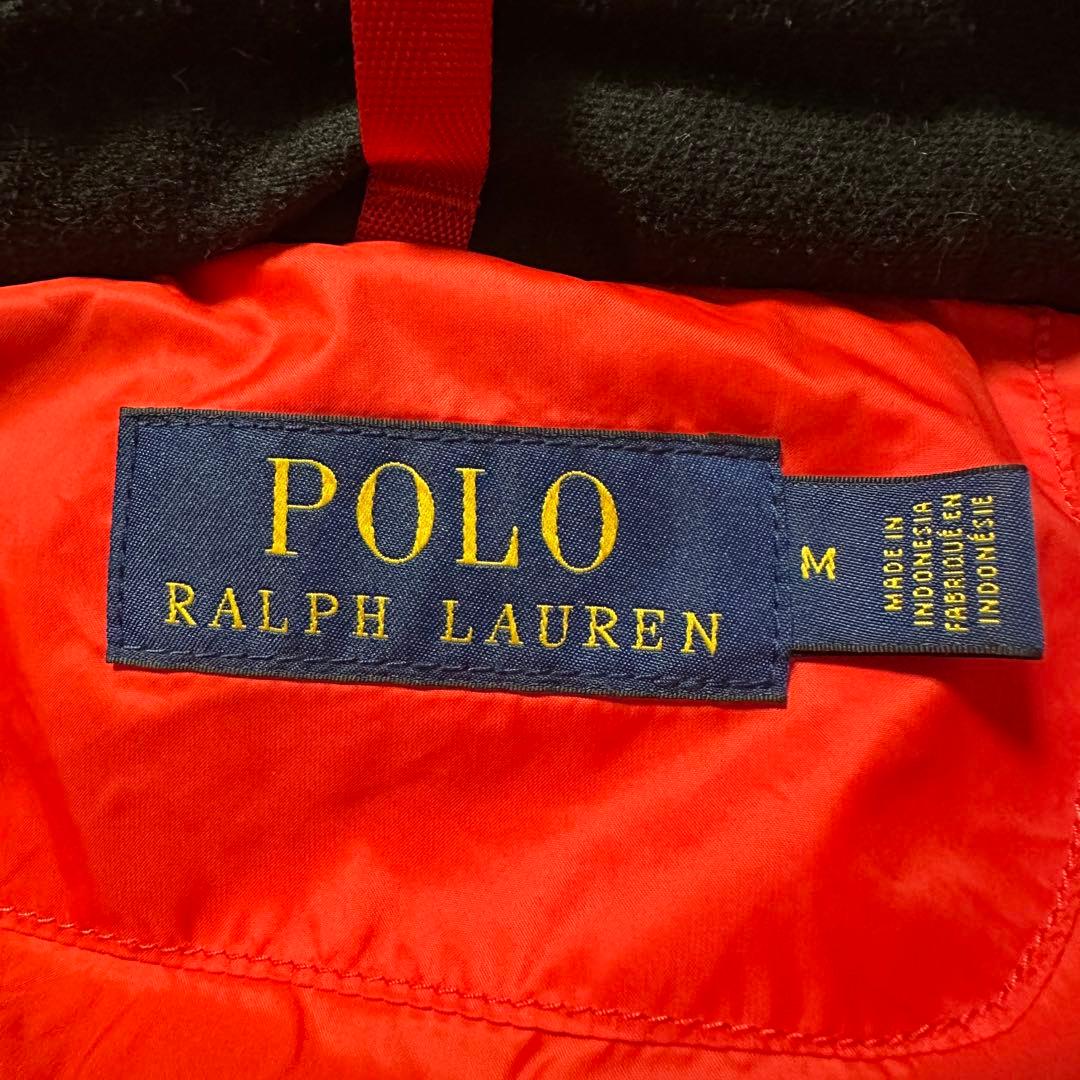 POLO
RALPH LAUREN
M
MADE IN
INDONESIA
FABRIQUÉ EN
INDONÉSIE